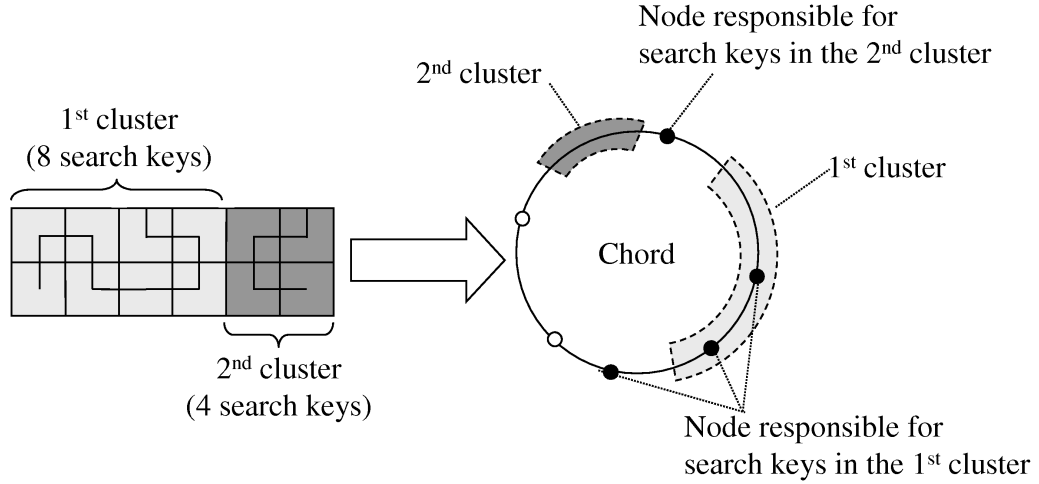 Node responsible for
search keys in the 2nd cluster
2nd cluster
1st cluster
(8 search keys)
1st cluster
Chord
2nd cluster
(4 search keys)
Node responsible for
search keys in the 1st cluster